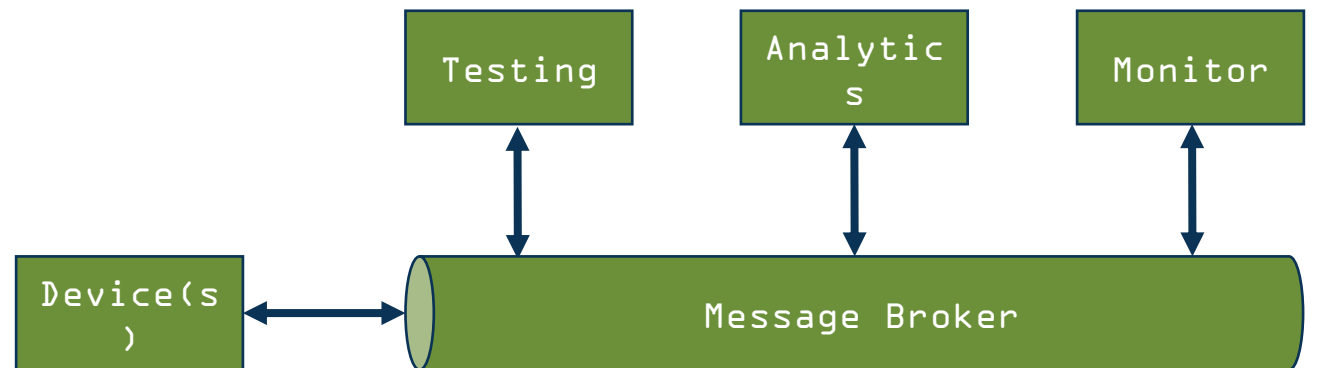 Testing
Analytic
s
Monitor
Device(s
)
Message Broker